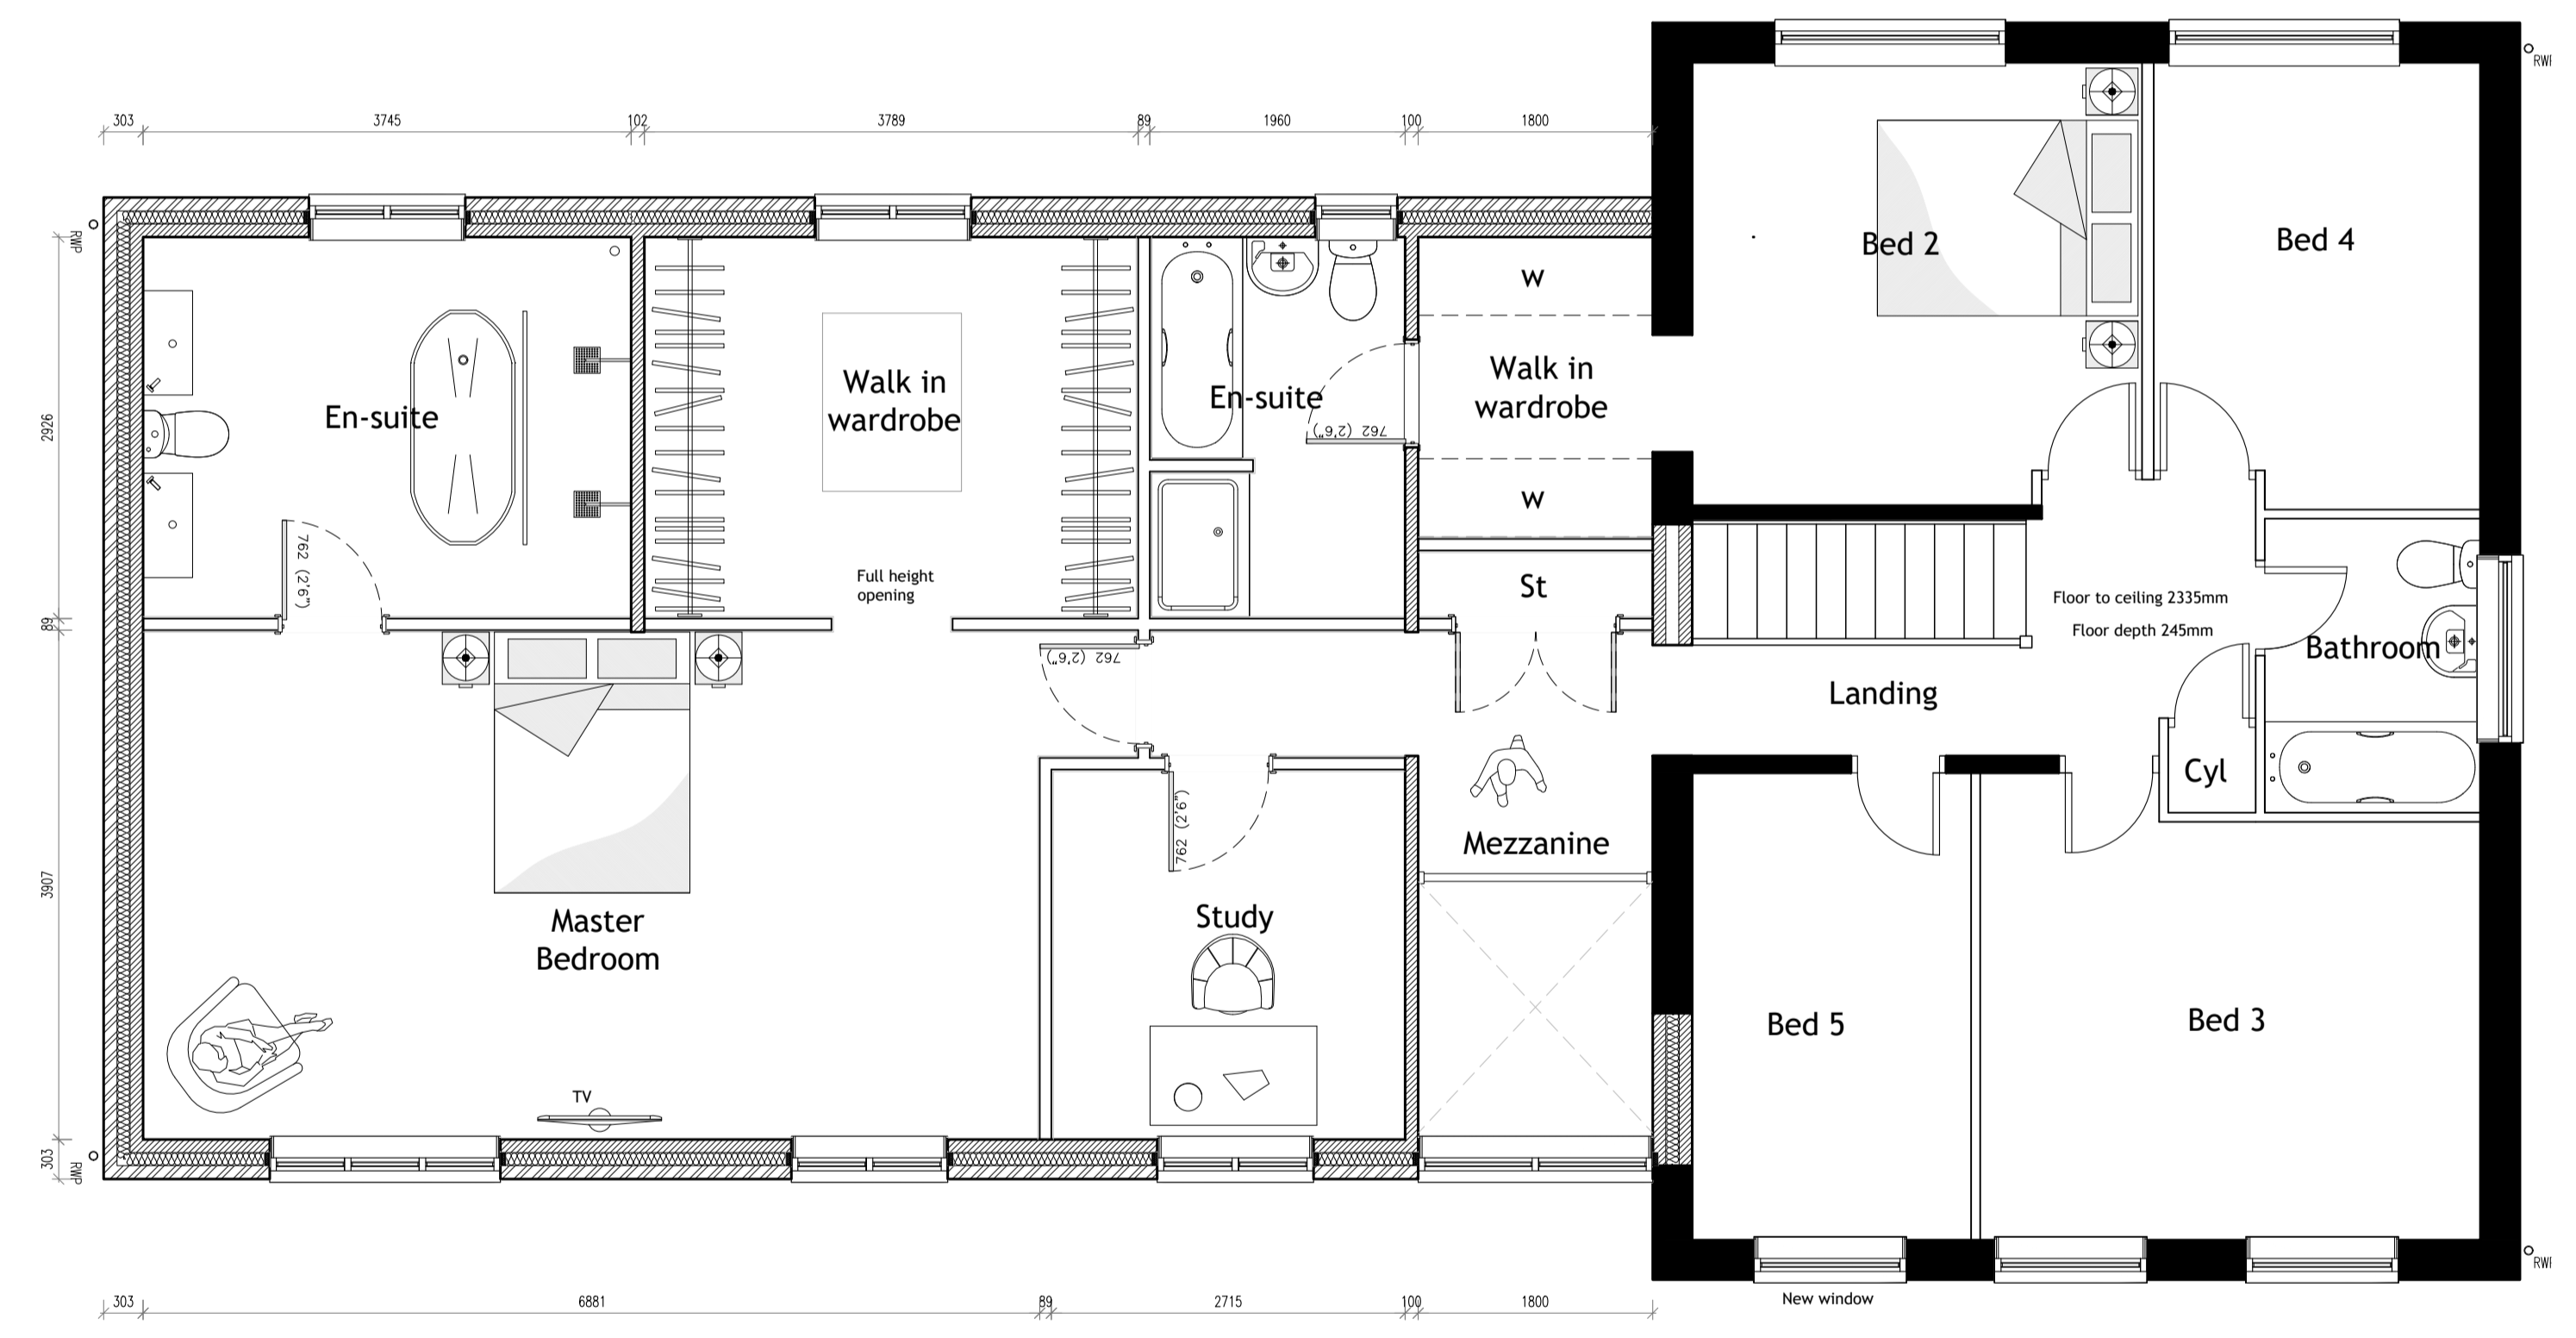 RWP
303
3745
102
3789
89
1960
100
1800
RWP
Bed 2
Bed 4
w
Walk in
wardrobe
w
En-suite
Walk in
wardrobe
En-suite
762 (2'6")
2926
762 (2'6")
Full height
opening
St
Floor to ceiling 2335mm
Floor depth 245mm
Bathroom
89
762 (2'6")
Landing
Cyl
762 (2'6")
Mezzanine
3907
Master
Bedroom
Study
Bed 5
Bed 3
TV
303
RWP
RWP
303
6881
89
2715
100
1800
New window